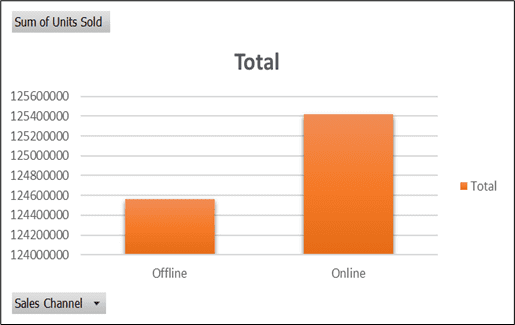 Sum of Units Sold
Total
125600000
125400000
125200000
125000000
124800000
124600000
124400000
124200000
124000000
Offline
Online
Total
Sales Channel